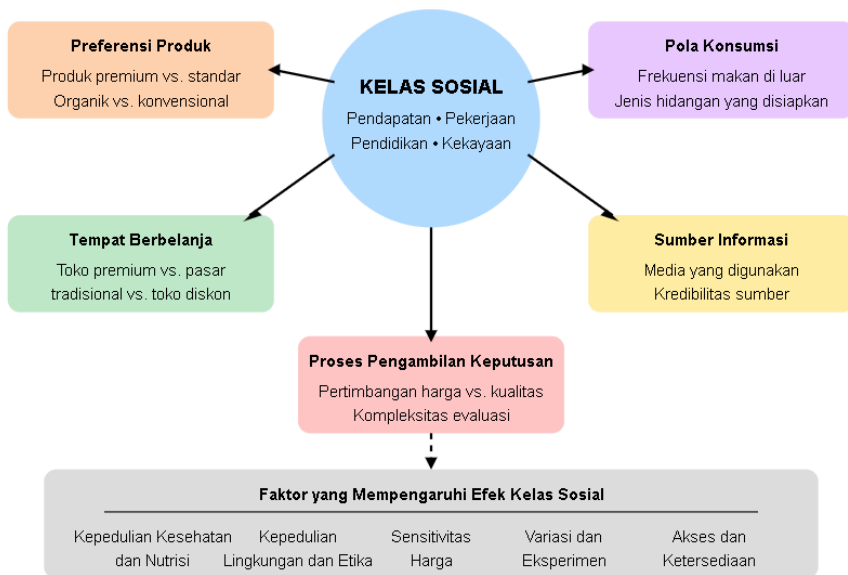 Preferensi Produk
Produk premium vs. standar
Organik vs. konvensional
KELAS SOSIAL
Pendapatan • Pekerjaan
Pendidikan • Kekayaan
Pola Konsumsi
Frekuensi makan di luar
Jenis hidangan yang disiapkan
Tempat Berbelanja
Toko premium vs. pasar
tradisional vs. toko diskon
Sumber Informasi
Media yang digunakan
Kredibilitas sumber
Proses Pengambilan Keputusan
Pertimbangan harga vs. kualitas
Kompleksitas evaluasi
Faktor yang Mempengaruhi Efek Kelas Sosial
Kepedulian Kesehatan
dan Nutrisi
Kepedulian
Lingkungan dan Etika
Sensitivitas
Harga
Variasi dan
Eksperimen
Akses dan
Ketersediaan